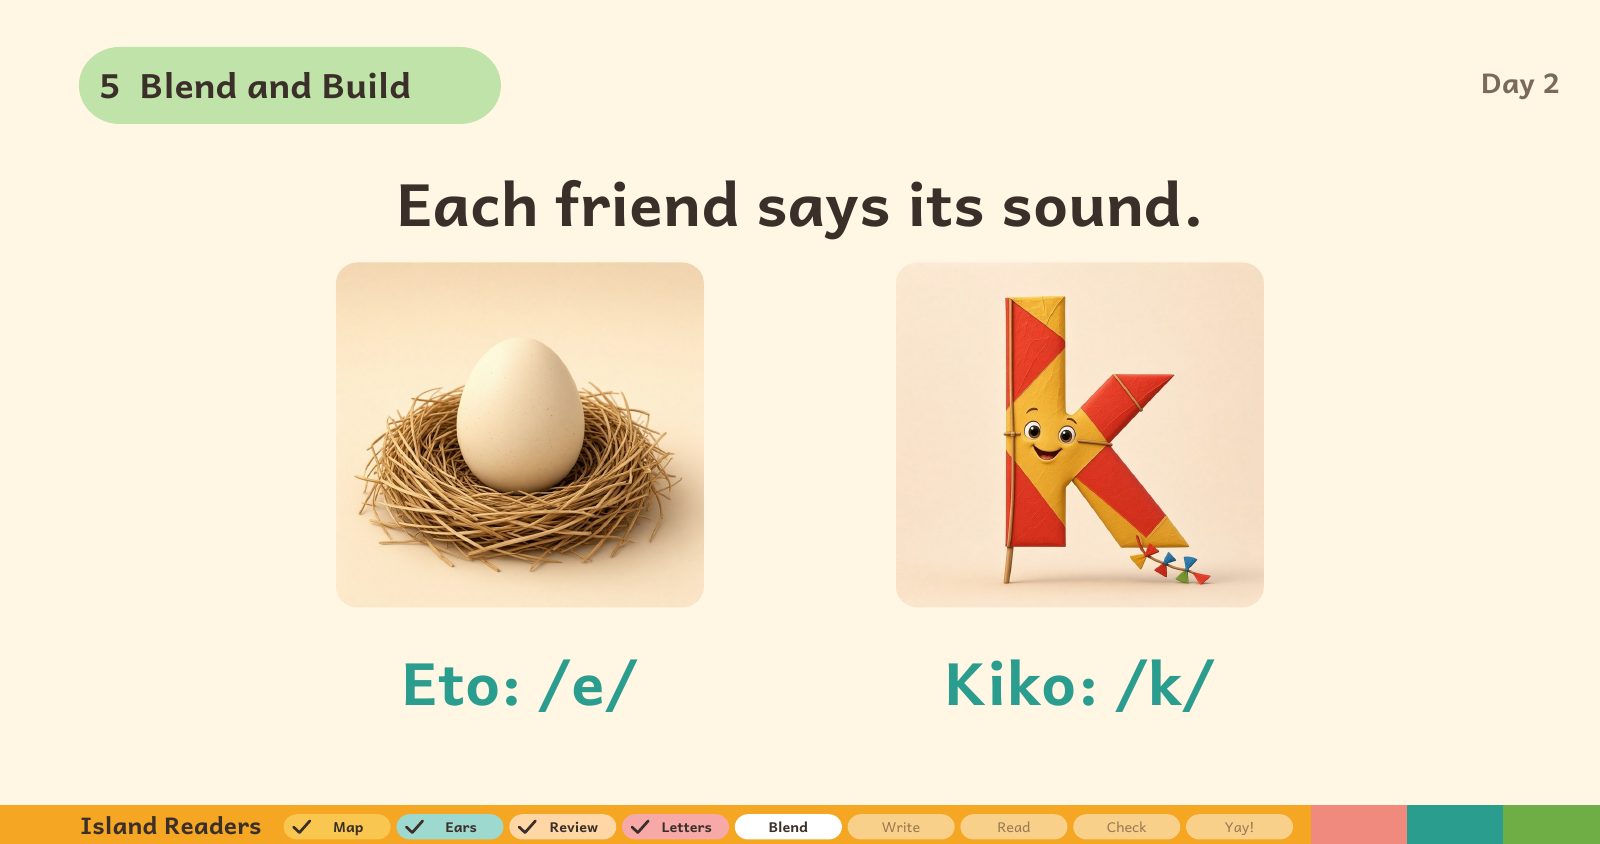 5 Blend and Build
Day 2
Each friend says its sound.
Eto: /e/
Kiko: /k/
Island Readers
Map
Ears
Review
Letters
Blend
Write
Read
Check
Yay!